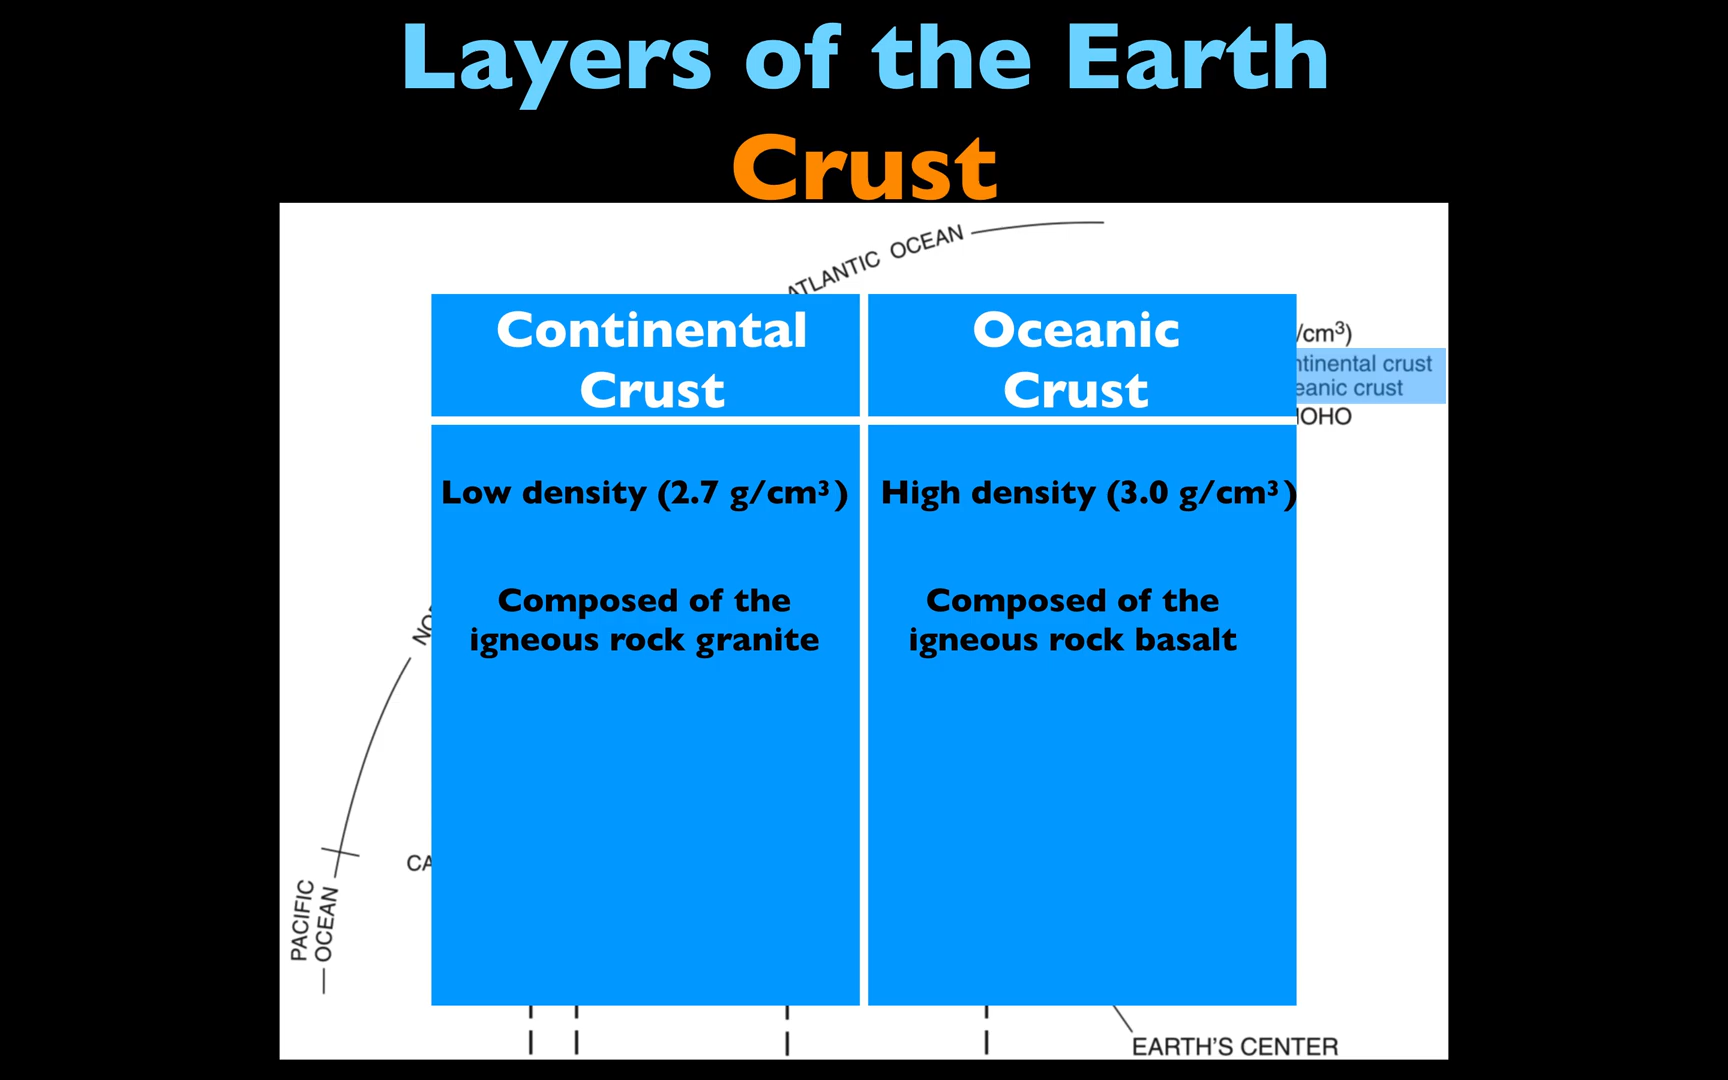 Layers of the Earth
Crust
ATLANTIC OCEAN
Continental
Crust
Oceanic
Crust
/cm³)
ntinental crust
eanic crust
OHO
Low density (2.7 g/cm³)
High density (3.0 g/cm³)
Composed of the
igneous rock granite
Composed of the
igneous rock basalt
NO
CA
PACIFIC
OCEAN
EARTH'S CENTER